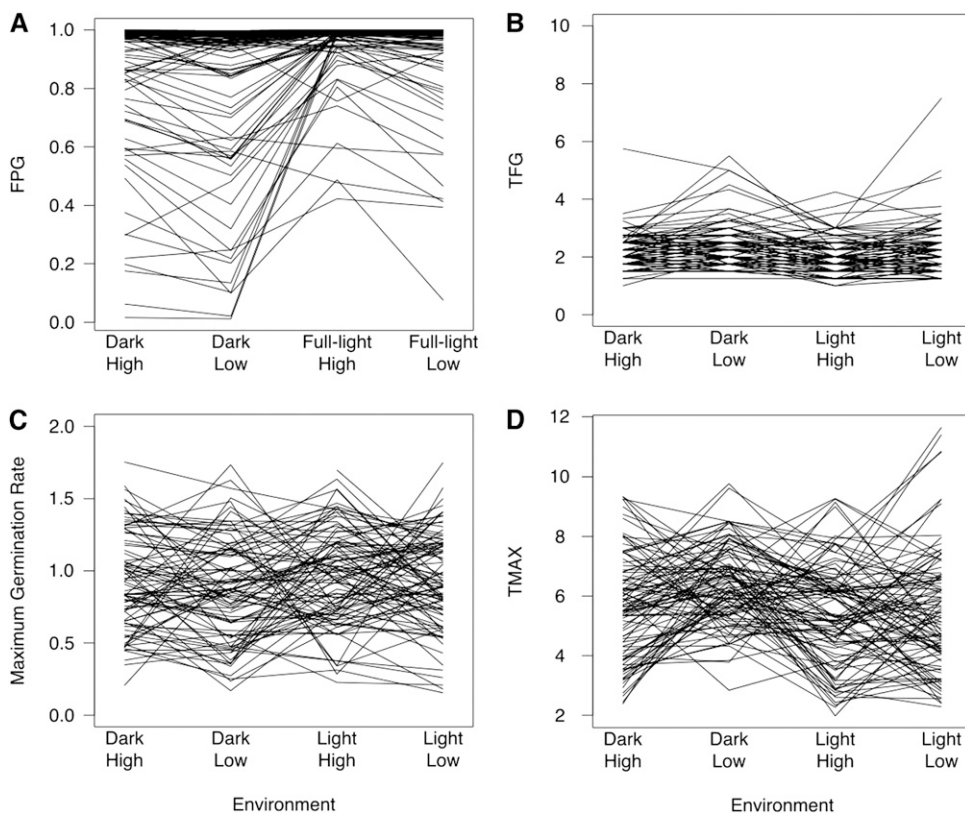 A
FPG
1.0
0.8
0.6
0.4
0.2
0.0
Dark Dark Full-light Full-light
High Low High Low
B
TFG
10
8
6
4
2
0
Dark Dark Light Light
High Low High Low
C
Maximum Germination Rate
2.0
1.5
1.0
0.5
0.0
Dark Dark Light Light
High Low High Low
Environment
D
TMAX
12
10
8
6
4
2
Dark Dark Light Light
High Low High Low
Environment